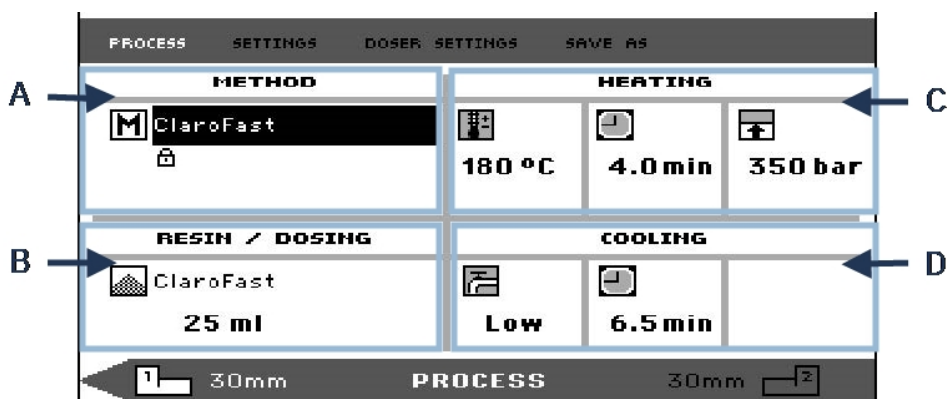 PROCESS SETTINGS DOSER SETTINGS SAVE AS
A
METHOD
M ClaroFast
HEATING
180 ºC 4.0 min 350 bar
C
B
RESIN / DOSING
ClaroFast
25 ml
COOLING
Low 6.5 min
D
1 30mm PROCESS 30mm 2